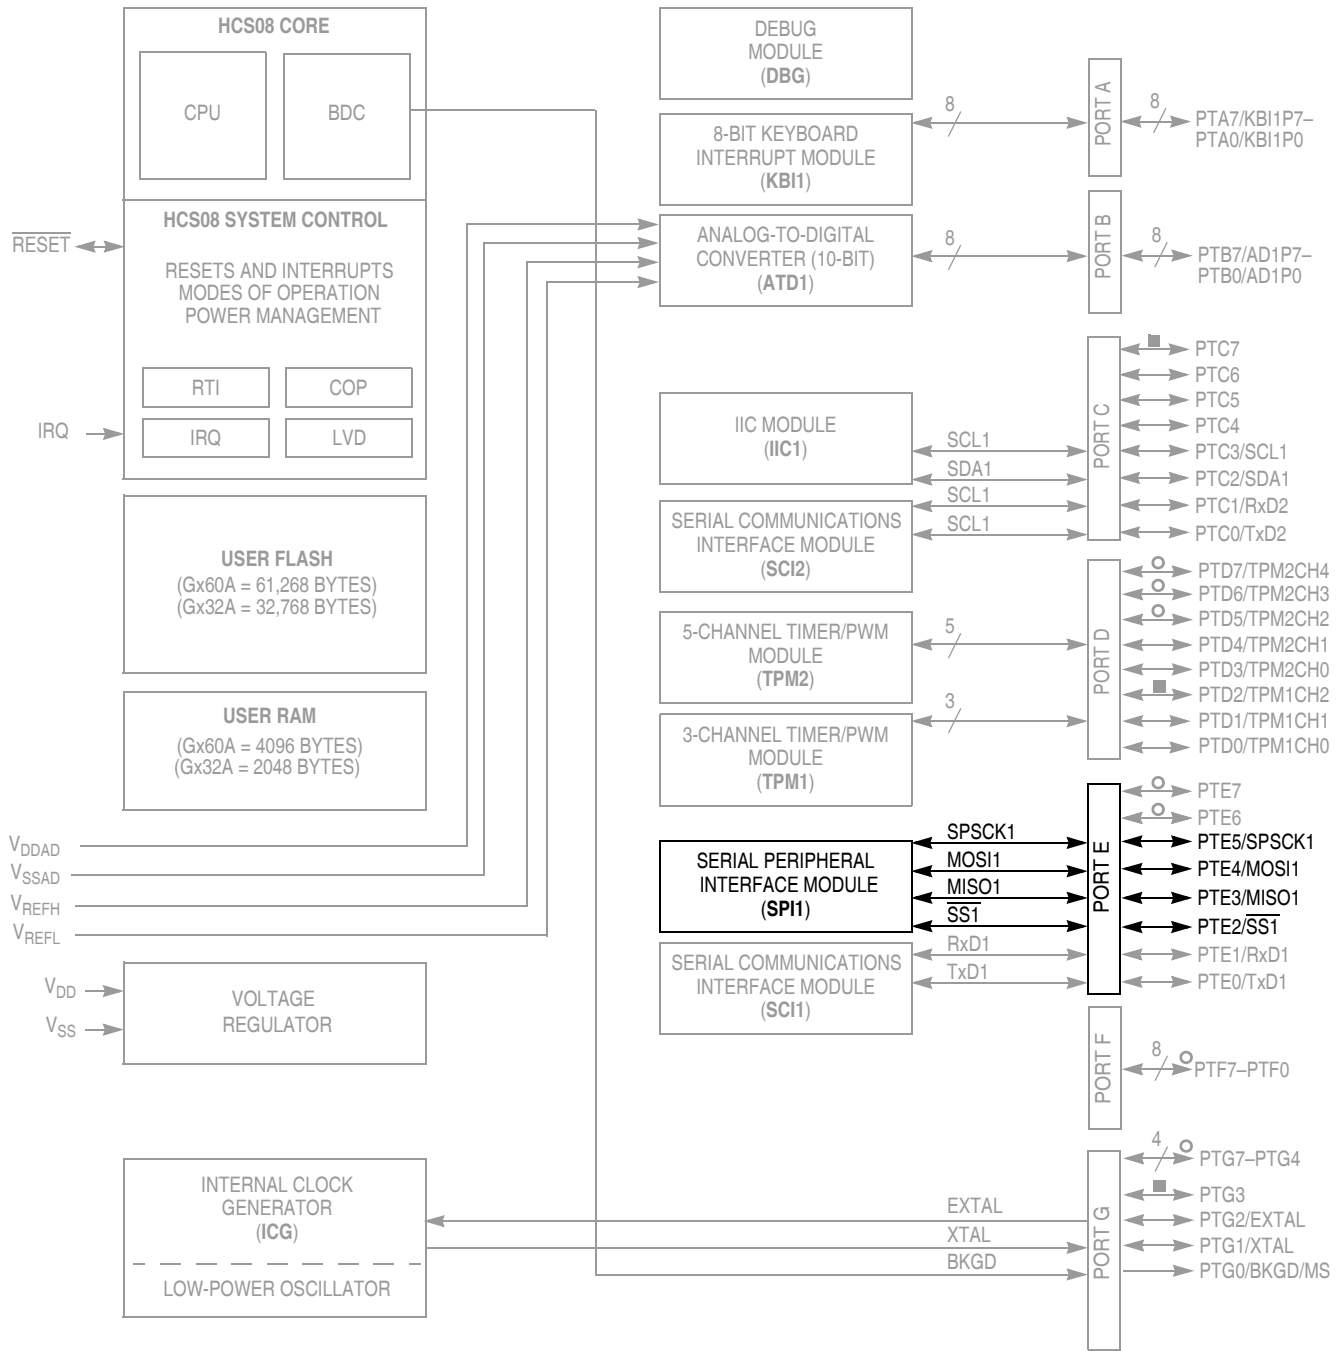 HCS08 CORE
CPU
BDC
HCS08 SYSTEM CONTROL
RESETS AND INTERRUPTS
MODES OF OPERATION
POWER MANAGEMENT
RTI
COP
IRQ
LVD
RESET
IRQ
USER FLASH
(Gx60A = 61,268 BYTES)
(Gx32A = 32,768 BYTES)
USER RAM
(Gx60A = 4096 BYTES)
(Gx32A = 2048 BYTES)
VDDAD
VSSAD
VREFH
VREFL
VDD
VSS
VOLTAGE
REGULATOR
INTERNAL CLOCK
GENERATOR
(ICG)
LOW-POWER OSCILLATOR
DEBUG
MODULE
(DBG)
8-BIT KEYBOARD
INTERRUPT MODULE
(KBI1)
8
PORT A
8
PTA7/KBI1P7–
PTA0/KBI1P0
ANALOG-TO-DIGITAL
CONVERTER (10-BIT)
(ATD1)
8
PORT B
8
PTB7/AD1P7–
PTB0/AD1P0
IIC MODULE
(IIC1)
SCL1
SDA1
SERIAL COMMUNICATIONS
INTERFACE MODULE
(SCI2)
SCL1
SCL1
PORT C
PTC7
PTC6
PTC5
PTC4
PTC3/SCL1
PTC2/SDA1
PTC1/RxD2
PTC0/TxD2
5-CHANNEL TIMER/PWM
MODULE
(TPM2)
5
3-CHANNEL TIMER/PWM
MODULE
(TPM1)
3
PORT D
PTD7/TPM2CH4
PTD6/TPM2CH3
PTD5/TPM2CH2
PTD4/TPM2CH1
PTD3/TPM2CH0
PTD2/TPM1CH2
PTD1/TPM1CH1
PTD0/TPM1CH0
SERIAL PERIPHERAL
INTERFACE MODULE
(SPI1)
SPSCK1
MOSI1
MISO1
SS1
SERIAL COMMUNICATIONS
INTERFACE MODULE
(SCI1)
RxD1
TxD1
PORT E
PTE7
PTE6
PTE5/SPSCK1
PTE4/MOSI1
PTE3/MISO1
PTE2/SS1
PTE1/RxD1
PTE0/TxD1
PORT F
8
PTF7–PTF0
EXTAL
XTAL
BKGD
PORT G
4
PTG7–PTG4
PTG3
PTG2/EXTAL
PTG1/XTAL
PTG0/BKGD/MS